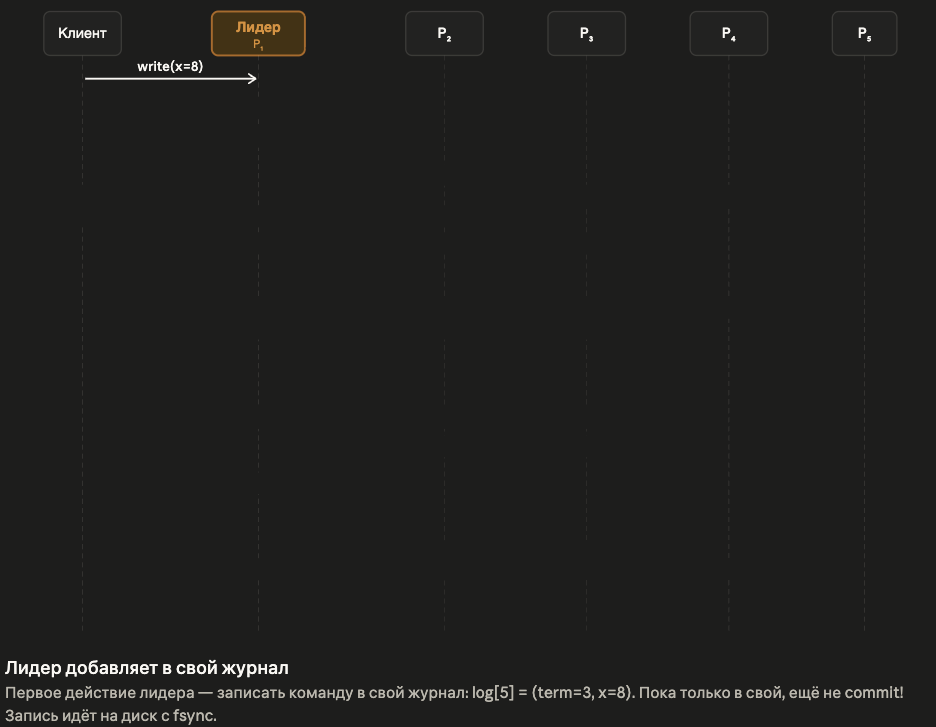 Клиент
Лидер
P₁
P₂
P₃
P₄
P₅
write(x=8)
Лидер добавляет в свой журнал
Первое действие лидера — записать команду в свой журнал: log[5] = (term=3, x=8). Пока только в свой, ещё не commit!
Запись идёт на диск с fsync.